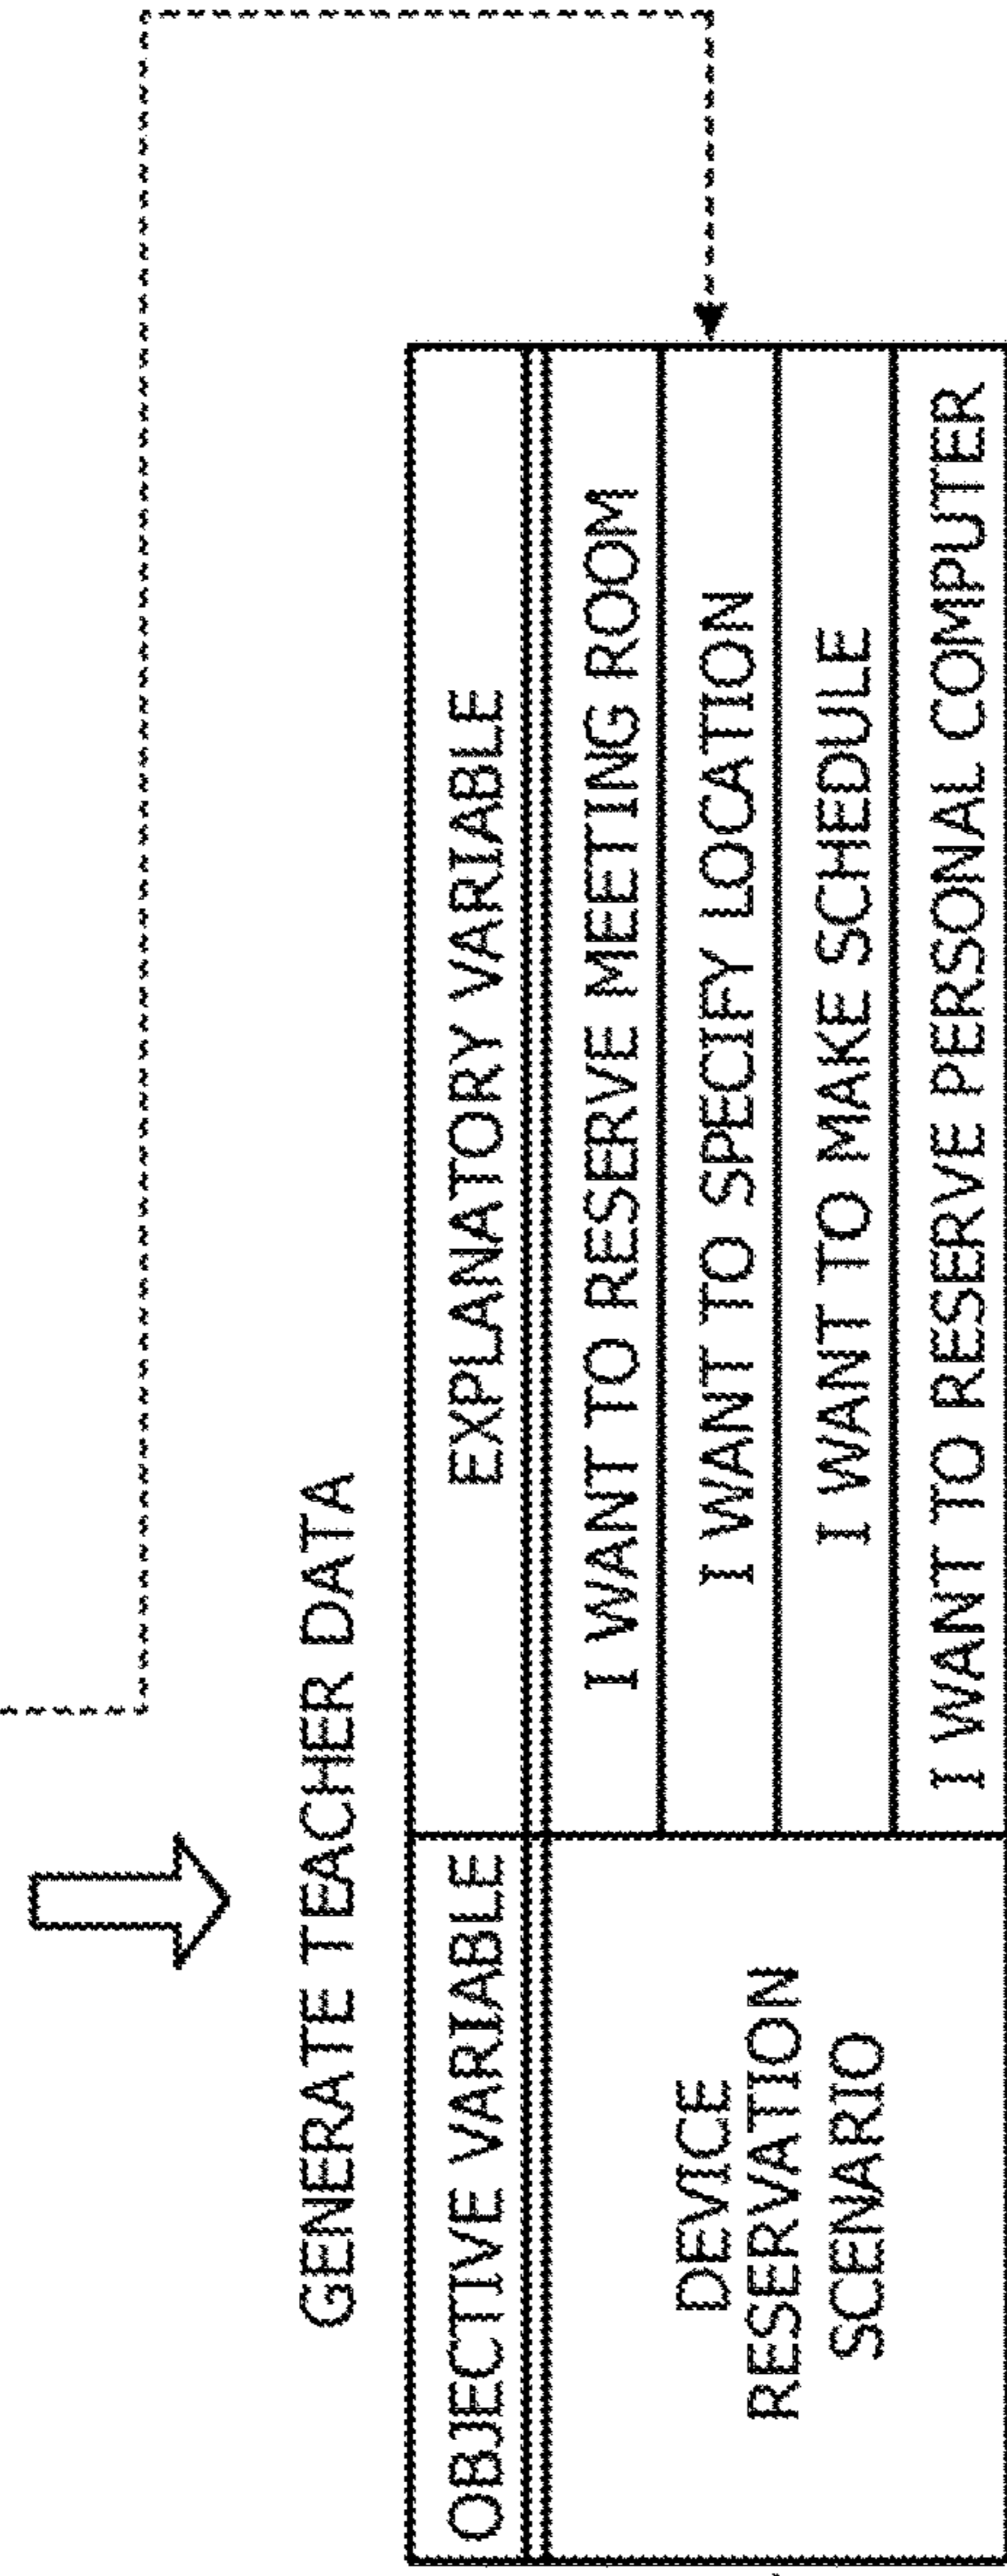 GENERATE TEACHER DATA
OBJECTIVE VARIABLE
EXPLANATORY VARIABLE
DEVICE
RESERVATION
SCENARIO
I WANT TO RESERVE MEETING ROOM
I WANT TO SPECIFY LOCATION
I WANT TO MAKE SCHEDULE
I WANT TO RESERVE PERSONAL COMPUTER